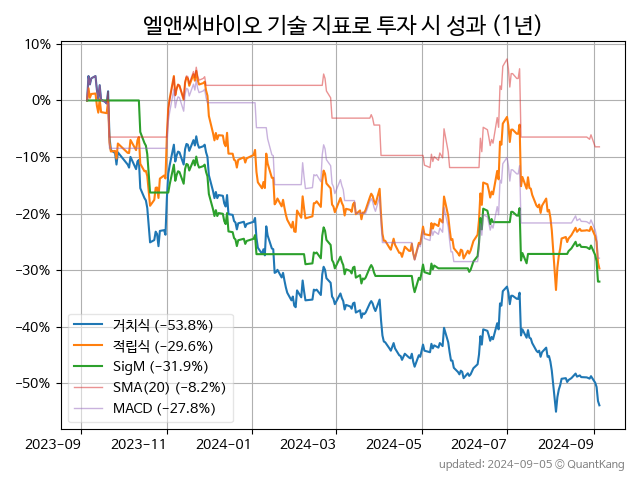 엘앤씨바이오 기술 지표로 투자 시 성과 (1년)
10%
0%
−10%
−20%
−30%
−40%
−50%
거치식 (−53.8%)
적립식 (−29.6%)
SigM (−31.9%)
SMA(20) (−8.2%)
MACD (−27.8%)
2023−09 2023−11 2024−01 2024−03 2024−05 2024−07 2024−09
updated: 2024-09-05 © QuantKang